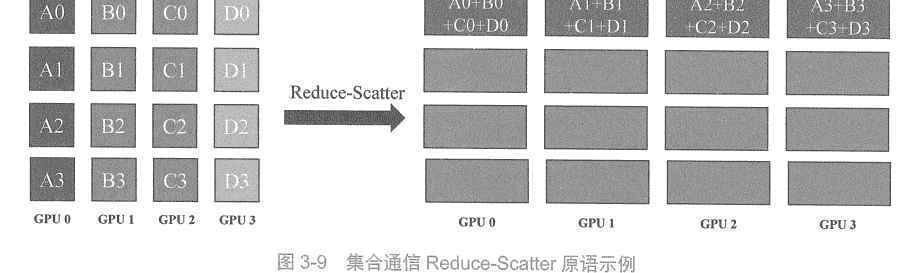 A0 B0 C0 D0
A0+B0 +C0+D0
A1+B1 +C1+D1
A2+B2 +C2+D2
A3+B3 +C3+D3
A1 B1 C1 D1
Reduce-Scatter
A2 B2 C2 D2
A3 B3 C3 D3
GPU 0 GPU 1 GPU 2 GPU 3
GPU 0 GPU 1 GPU 2 GPU 3
图 3-9 集合通信 Reduce-Scatter 原语示例